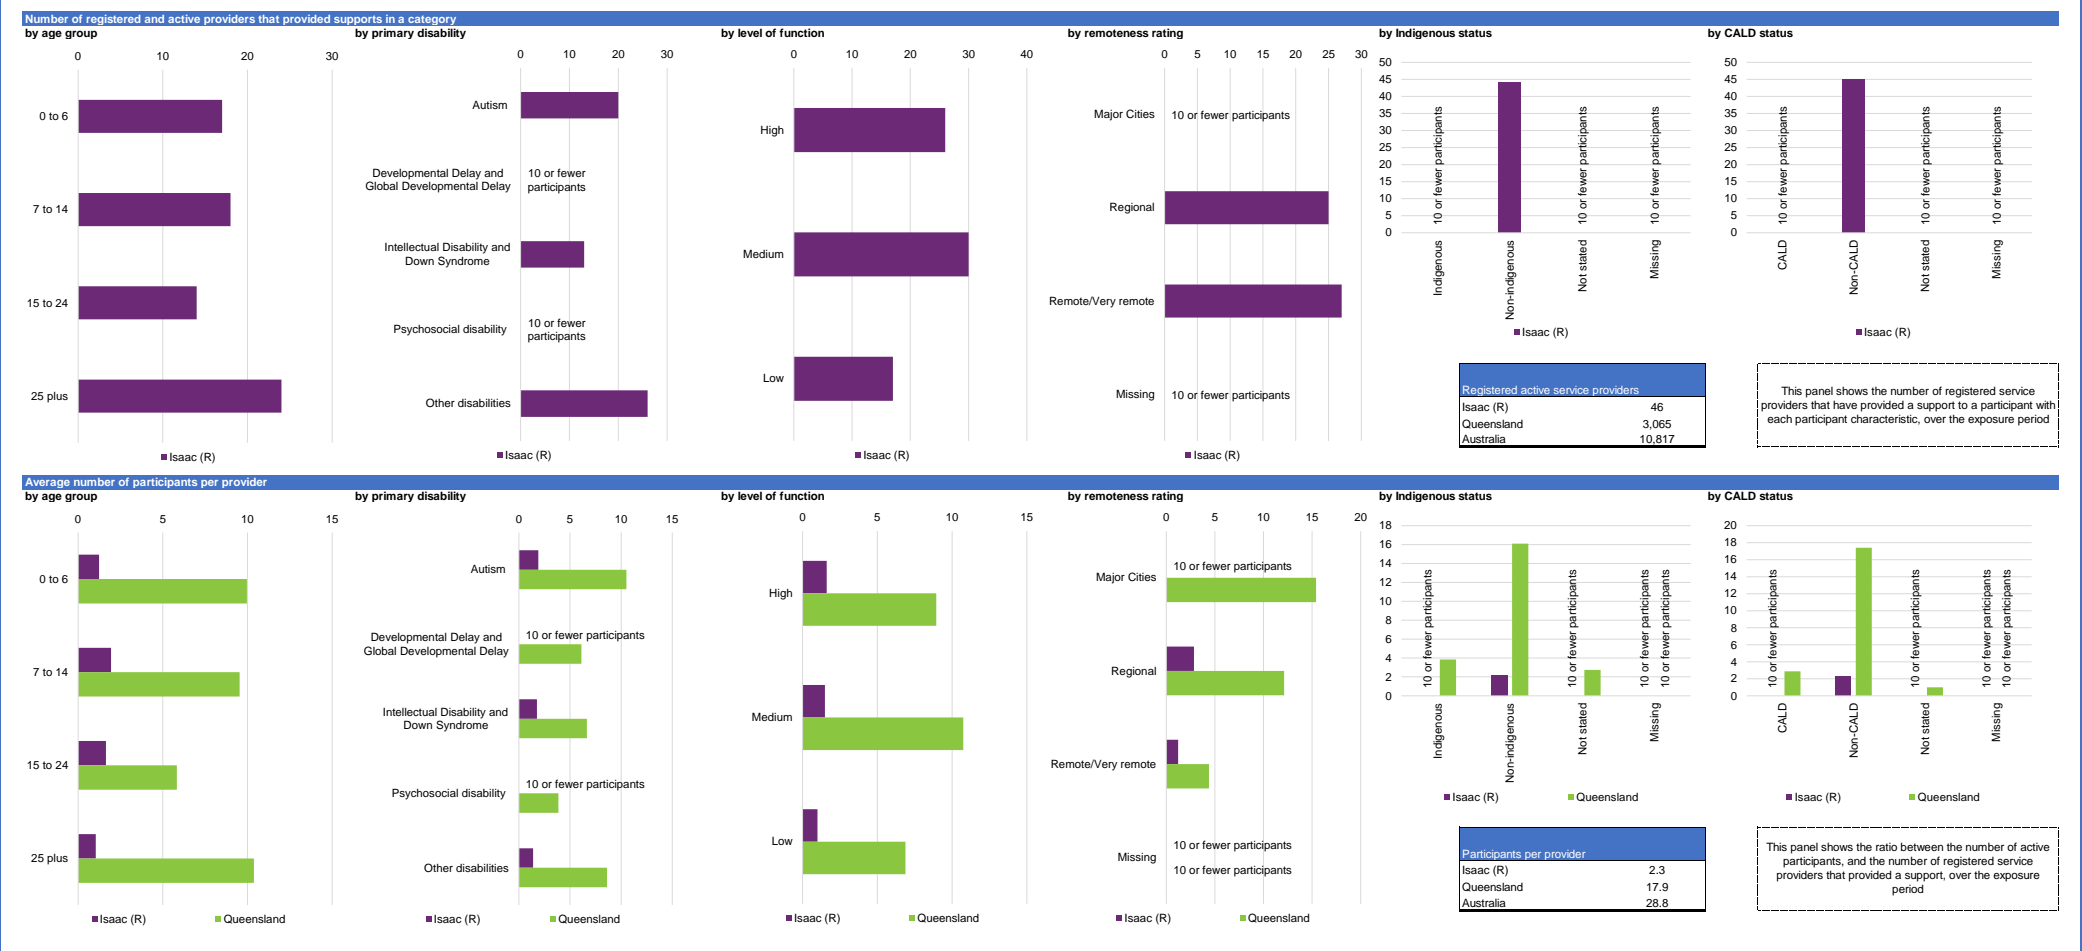 Number of registered and active providers that provided supports in a category
by age group
0 10 20 30
0 to 6
7 to 14
15 to 24
25 plus
Isaac (R)
by primary disability
0 10 20 30
Autism
Developmental Delay and
Global Developmental Delay
10 or fewer
participants
Intellectual Disability and
Down Syndrome
Psychosocial disability
10 or fewer
participants
Other disabilities
Isaac (R)
by level of function
0 10 20 30 40
High
Medium
Low
Isaac (R)
by remoteness rating
0 5 10 15 20 25 30
Major Cities
10 or fewer participants
Regional
Remote/Very remote
Missing
10 or fewer participants
Isaac (R)
by Indigenous status
50
45
40
35
30
25
20
15
10
5
0
10 or fewer participants
10 or fewer participants
10 or fewer participants
Indigenous
Non-indigenous
Not stated
Missing
Isaac (R)
by CALD status
50
45
40
35
30
25
20
15
10
5
0
10 or fewer participants
10 or fewer participants
10 or fewer participants
CALD
Non-CALD
Not stated
Missing
Isaac (R)
Registered active service providers
Isaac (R) 46
Queensland 3,065
Australia 10,817
This panel shows the number of registered service
providers that have provided a support to a participant with
each participant characteristic, over the exposure period
Average number of participants per provider
by age group
0 5 10 15
0 to 6
7 to 14
15 to 24
25 plus
Isaac (R) Queensland
by primary disability
0 5 10 15
Autism
Developmental Delay and
Global Developmental Delay
10 or fewer participants
Intellectual Disability and
Down Syndrome
Psychosocial disability
10 or fewer participants
Other disabilities
Isaac (R) Queensland
by level of function
0 5 10 15
High
Medium
Low
Isaac (R) Queensland
by remoteness rating
0 5 10 15 20
Major Cities
10 or fewer participants
Regional
Remote/Very remote
Missing
10 or fewer participants
10 or fewer participants
Isaac (R) Queensland
by Indigenous status
18
16
14
12
10
8
6
4
2
0
10 or fewer participants
10 or fewer participants
10 or fewer participants
10 or fewer participants
Indigenous
Non-indigenous
Not stated
Missing
Isaac (R) Queensland
by CALD status
20
18
16
14
12
10
8
6
4
2
0
10 or fewer participants
10 or fewer participants
10 or fewer participants
10 or fewer participants
CALD
Non-CALD
Not stated
Missing
Isaac (R) Queensland
Participants per provider
Isaac (R) 2.3
Queensland 17.9
Australia 28.8
This panel shows the ratio between the number of active
participants, and the number of registered service
providers that provided a support, over the exposure
period